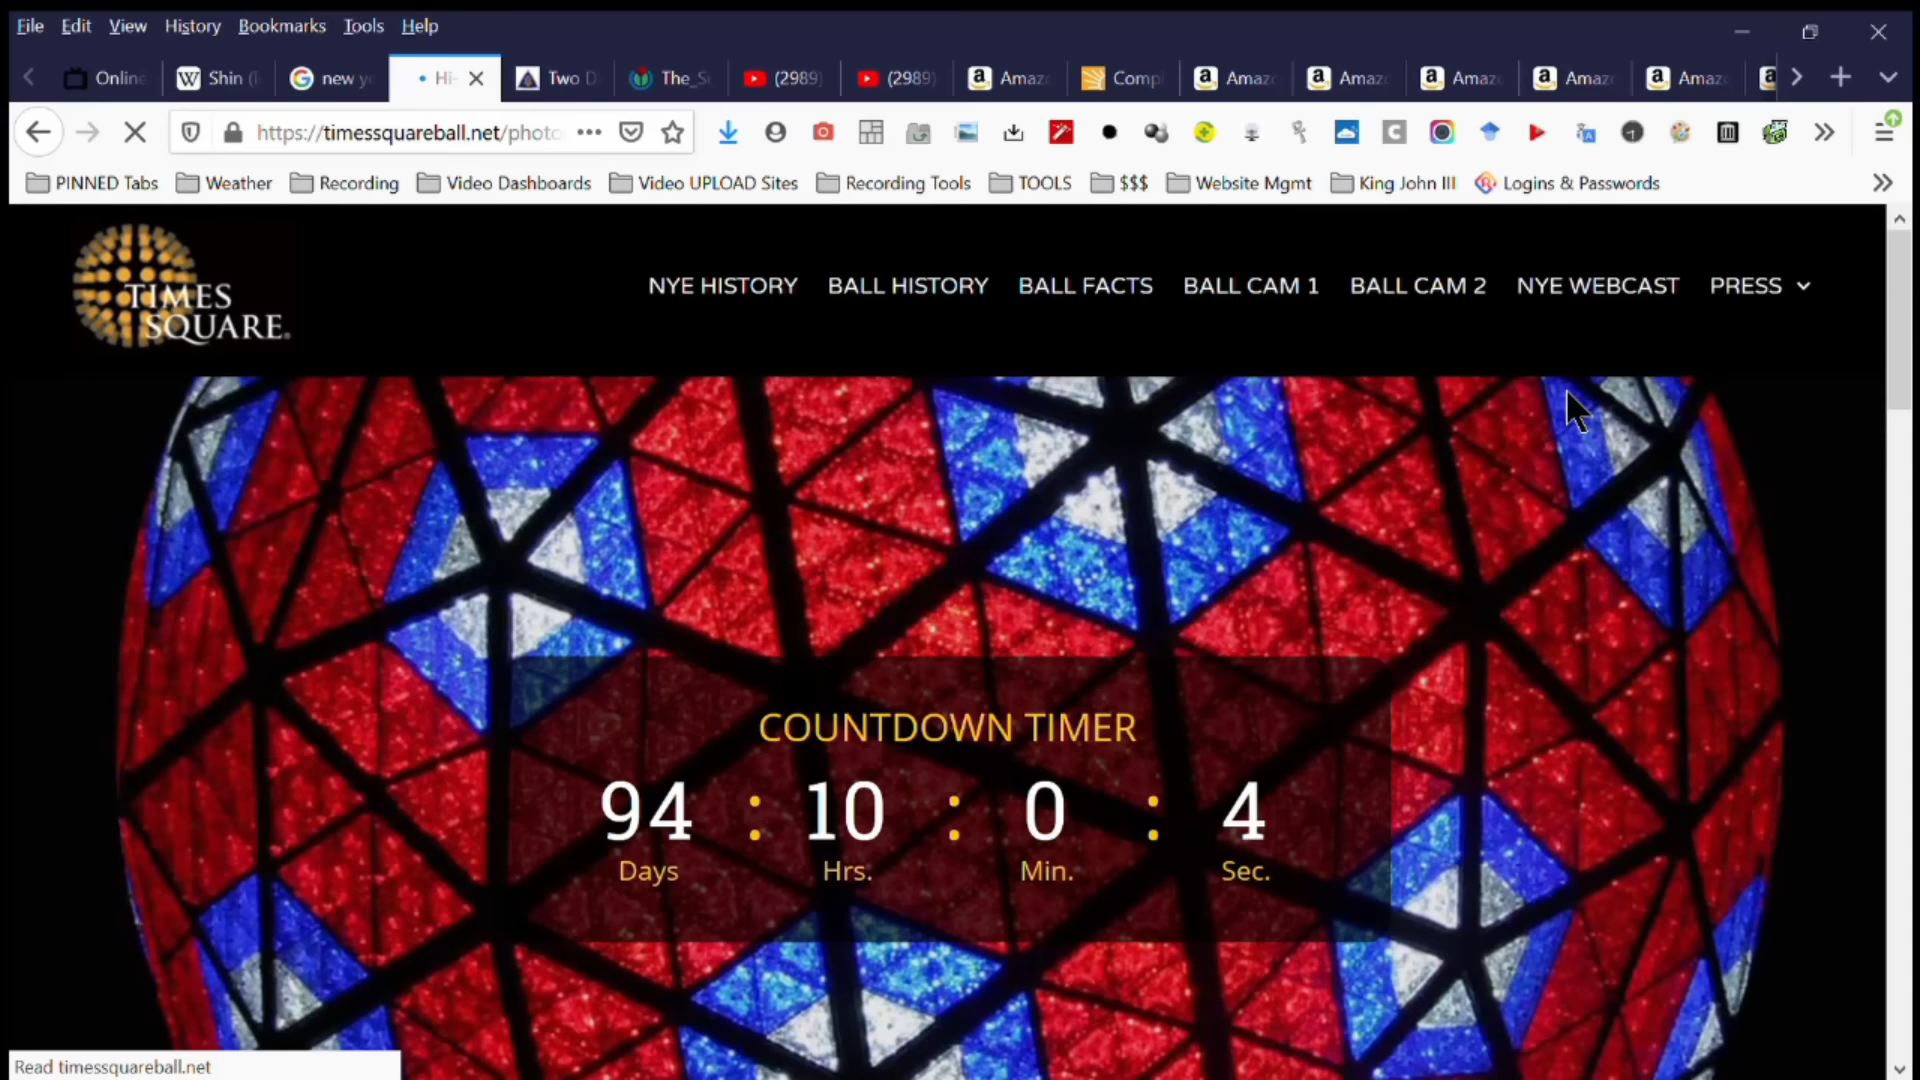 File Edit View History Bookmarks Tools Help
Online Shin ( new y Hi- Two D The_S (2989) (2989) Amaz Comp Amaz Amaz Amaz Amaz Amaz
https://timessquareball.net/photo
PINNED Tabs Weather Recording Video Dashboards Video UPLOAD Sites Recording Tools TOOLS $$$ Website Mgmt King John III Logins & Passwords
TIMES
SQUARE.
NYE HISTORY BALL HISTORY BALL FACTS BALL CAM 1 BALL CAM 2 NYE WEBCAST PRESS
COUNTDOWN TIMER
94 : 10 : 0 : 4
Days Hrs. Min. Sec.
Read timessquareball.net